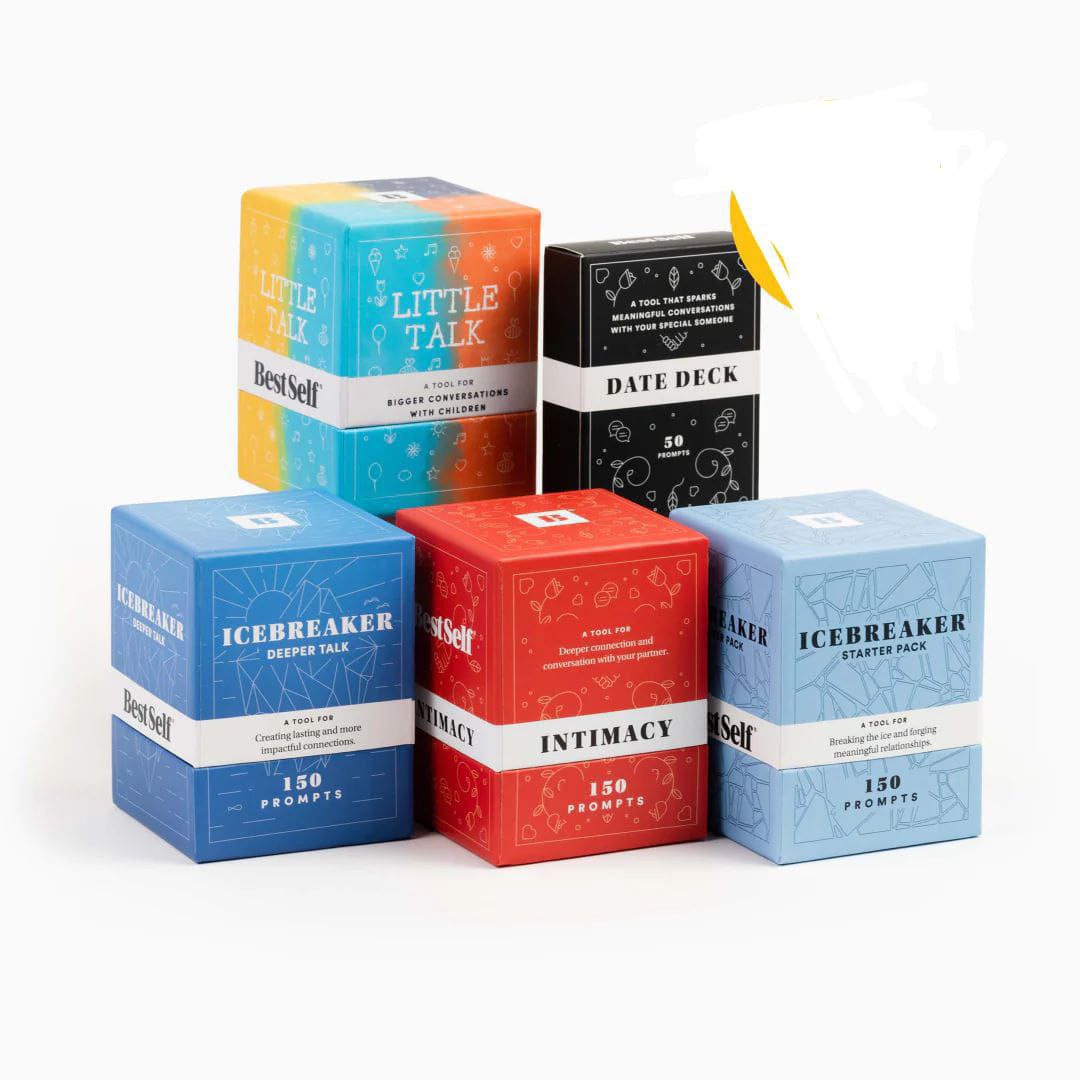 B
LITTLE
TALK
LITTLE
TALK
BestSelf
A TOOL FOR
BIGGER CONVERSATIONS
WITH CHILDREN
BestSelf
A TOOL THAT SPARKS
MEANINGFUL CONVERSATIONS
WITH YOUR SPECIAL SOMEONE
DATE DECK
50
PROMPTS
B
ICEBREAKER
DEEPER TALK
BestSelf
ICEBREAKER
DEEPER TALK
A TOOL FOR
Creating lasting and more
impactful connections.
150
PROMPTS
B
BestSelf
INTIMACY
A TOOL FOR
Deeper connection and
conversation with your partner.
INTIMACY
150
PROMPTS
B
EAKER
PACK
stSelf
ICEBREAKER
STARTER PACK
A TOOL FOR
Breaking the ice and forging
meaningful relationships.
150
PROMPTS